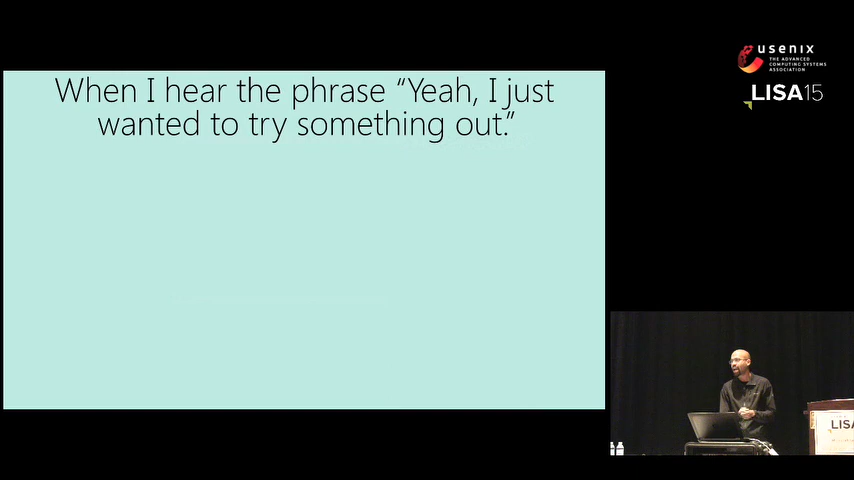 When I hear the phrase “Yeah, I just
wanted to try something out.”
usenix
THE ADVANCED
COMPUTING SYSTEMS
ASSOCIATION
LISA15
LISA